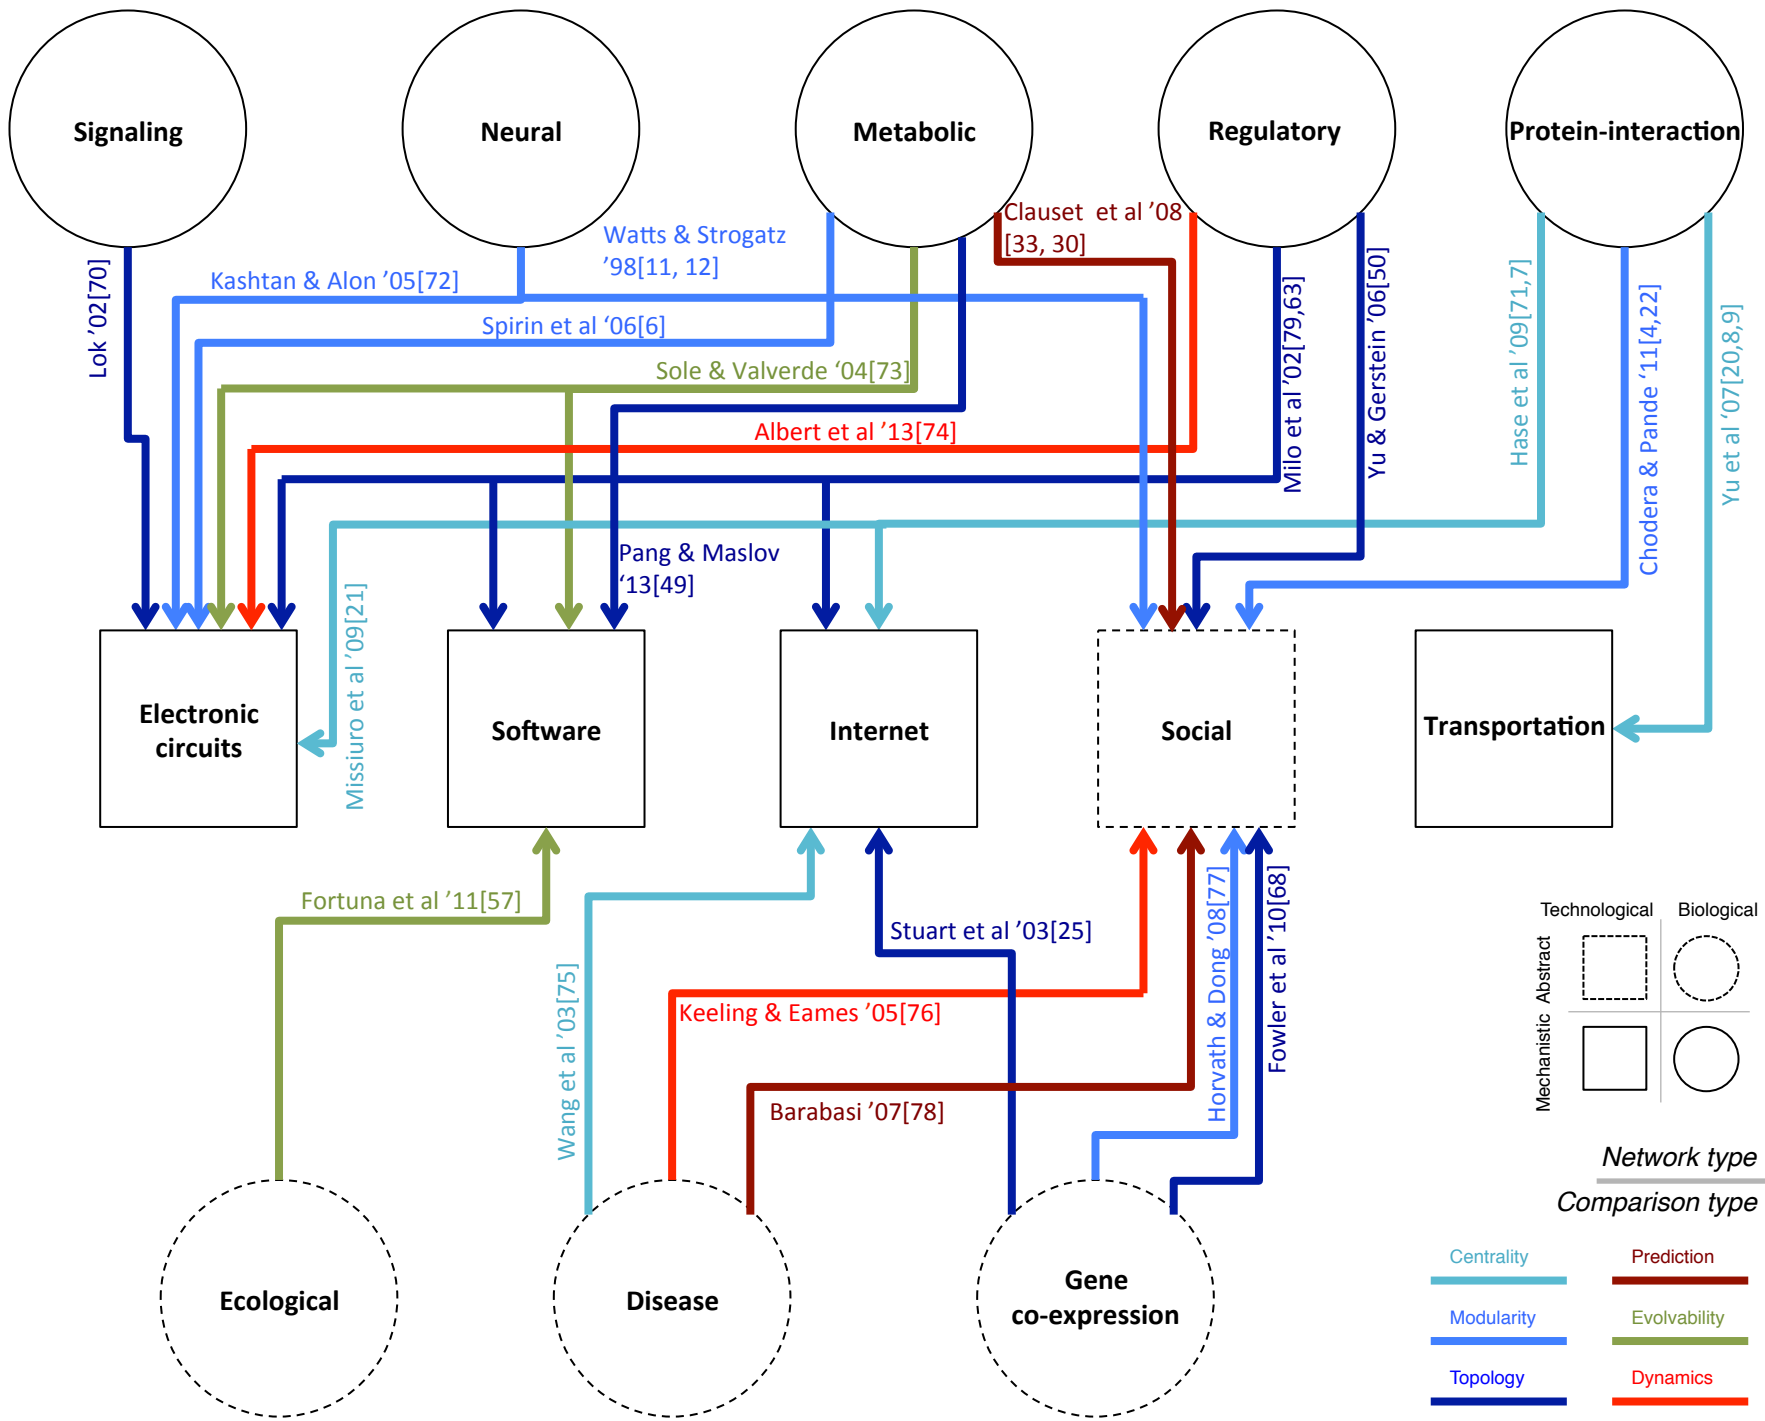 Signaling
Neural
Metabolic
Regulatory
Protein-interaction
Clauset et al ’08
[33, 30]
Watts & Strogatz
’98[11, 12]
Kashtan & Alon ’05[72]
Lok ’02[70]
Spirin et al ‘06[6]
Sole & Valverde ‘04[73]
Albert et al ’13[74]
Milo et al ’02[79,63]
Yu & Gerstein ’06[50]
Hase et al ’09[71,7]
Chodera & Pande ‘11[4,22]
Yu et al ‘07[20,8,9]
Pang & Maslov
‘13[49]
Missiuro et al ’09[21]
Electronic
circuits
Software
Internet
Social
Transportation
Fortuna et al ’11[57]
Wang et al ’03[75]
Stuart et al ’03[25]
Keeling & Eames ’05[76]
Barabasi ’07[78]
Horvath & Dong ’08[77]
Fowler et al ’10[68]
Ecological
Disease
Gene
co-expression
Technological
Biological
Abstract
Mechanistic
Network type
Comparison type
Centrality
Prediction
Modularity
Evolvability
Topology
Dynamics